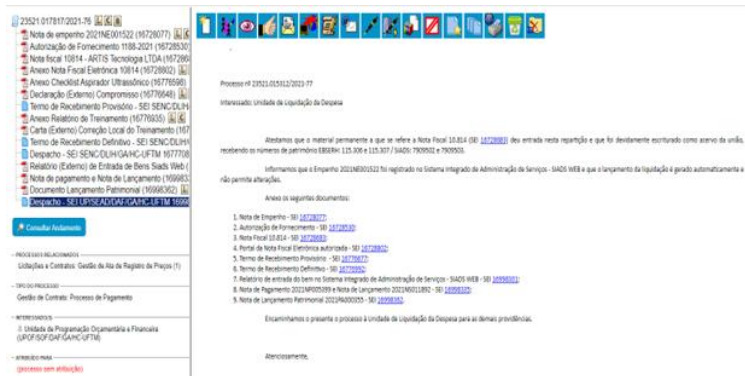 23521.017817/2021-76
Nota de empenho 2021NE001522 (16728077)
Autorização de Fornecimento 1188-2021 (16728530)
Nota fiscal 10814 - ARTIS Tecnologia LTDA (167286
Anexo Nota Fiscal Eletrônica 10814 (16728802)
Anexo Checklist Aspirador Ultrassônico (16776598)
Declaração (Externo) Compromisso (16776648)
Termo de Recebimento Provisório - SEI SENC/DLIH/
Anexo Relatório de Treinamento (16776935)
Carta (Externo) Correção Local do Treinamento (167
Termo de Recebimento Definitivo - SEI SENC/DLIH/
Despacho - SEI SENC/DLIH/GA/HC-UFTM 1677708
Relatório (Externo) de Entrada de Bens Siads Web (
Nota de pagamento e Nota de Lançamento (169983
Documento Lançamento Patrimonial (16998362)
Despacho - SEI UP/SEAD/DAF/GA/HC-UFTM 1699
Consultar Andamento
PROCESSOS RELACIONADOS
Licitações e Contratos: Gestão de Ata de Registro de Preços (1)
TIPO DO PROCESSO
Gestão de Contrato: Processo de Pagamento
INTERESSADOS
Unidade de Programação Orçamentária e Financeira
(UPOF/SOF/DAF/GA/HC-UFTM)
ATRIBUÍDO PARA
(processo sem atribuição)
Processo nº 23521.015312/2021-77
Interessado: Unidade de Liquidação da Despesa
Atestamos que o material permanente a que se refere a Nota Fiscal 10.814 (SEI 16728683) deu entrada nesta repartição e que foi devidamente escriturado como acervo da união,
recebendo os números de patrimônio EBSERH: 115.306 e 115.307 / SIADS: 7909502 e 7909503.
Informamos que o Empenho 2021NE001522 foi registrado no Sistema Integrado de Administração de Serviços - SIADS WEB e que o lançamento da liquidação é gerado automaticamente e
não permite alterações.
Anexo os seguintes documentos:
1. Nota de Empenho - SEI 16728077;
2. Autorização de Fornecimento - SEI 16728530;
3. Nota Fiscal 10.814 - SEI 16728683;
4. Portal da Nota Fiscal Eletrônica autorizada - SEI 16728802;
5. Termo de Recebimento Provisório - SEI 16776677;
6. Termo de Recebimento Definitivo - SEI 16776992;
7. Relatório de entrada do bem no Sistema Integrado de Administração de Serviços - SIADS WEB - SEI 16998301;
8. Nota de Pagamento 2021NP005399 e Nota de Lançamento 2021NS011892 - SEI 16998335;
9. Nota de Lançamento Patrimonial 2021PA000355 - SEI 16998362.
Encaminhamos o presente o processo à Unidade de Liquidação da Despesa para as demais providências.
Atenciosamente,